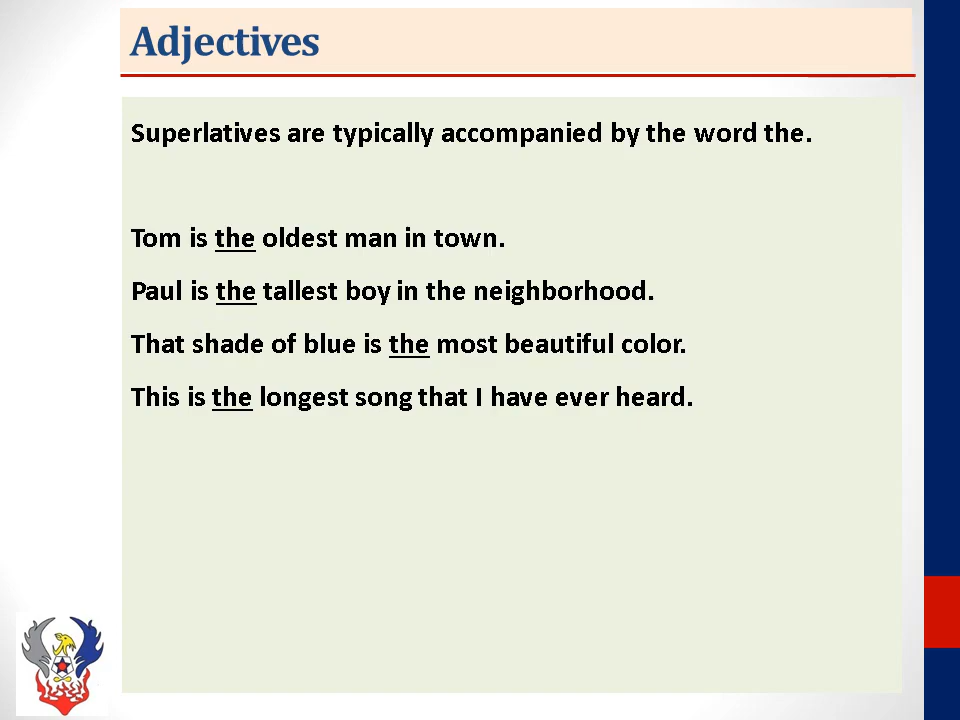 Adjectives
Superlatives are typically accompanied by the word the.
Tom is the oldest man in town.
Paul is the tallest boy in the neighborhood.
That shade of blue is the most beautiful color.
This is the longest song that I have ever heard.